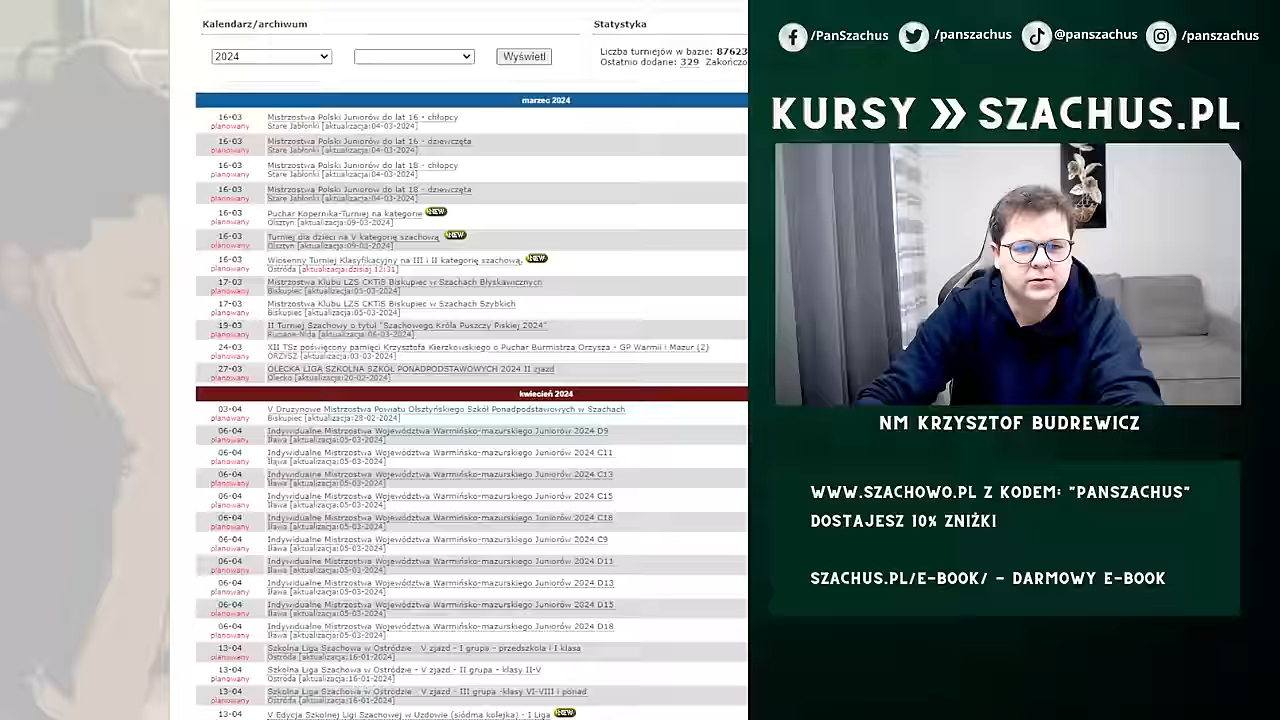 Kalendarz/archiwum
Statystyka
2024
Wyświetl
Liczba turniejów w bazie: 87623
Ostatnio dodane: 329 Zakończo
marzec 2024
16-03 Mistrzostwa Polski Juniorów do lat 16 - chłopcy
planowany Stare Jabłonki [aktualizacja:04-03-2024]
16-03 Mistrzostwa Polski Juniorów do lat 16 - dziewczęta
planowany Stare Jabłonki [aktualizacja:04-03-2024]
16-03 Mistrzostwa Polski Juniorów do lat 18 - chłopcy
planowany Stare Jabłonki [aktualizacja:04-03-2024]
16-03 Mistrzostwa Polski Juniorów do lat 18 - dziewczęta
planowany Stare Jabłonki [aktualizacja:04-03-2024]
16-03 Puchar Kopernika-Turniej na kategorie NEW
planowany Olsztyn [aktualizacja:09-03-2024]
16-03 Turniej dla dzieci na V kategorię szachową NEW
planowany Olsztyn [aktualizacja:09-03-2024]
16-03 Wiosenny Turniej Klasyfikacyjny na III i II kategorię szachową. NEW
planowany Ostróda [aktualizacja:dzisiaj 12:31]
17-03 Mistrzostwa Klubu LZS CKTiS Biskupiec w Szachach Błyskawicznych
planowany Biskupiec [aktualizacja:05-03-2024]
17-03 Mistrzostwa Klubu LZS CKTiS Biskupiec w Szachach Szybkich
planowany Biskupiec [aktualizacja:05-03-2024]
19-03 II Turniej Szachowy o tytuł "Szachowego Króla Puszczy Piskiej 2024"
planowany Ruciane-Nida [aktualizacja:06-03-2024]
24-03 XII TSz poświęcony pamięci Krzysztofa Kierzkowskiego o Puchar Burmistrza Orzysza - GP Warmii i Mazur (2)
planowany ORZYSZ [aktualizacja:03-03-2024]
27-03 OLECKA LIGA SZKOLNA SZKÓŁ PONADPODSTAWOWYCH 2024 II zjazd
planowany Olecko [aktualizacja:20-02-2024]
kwiecień 2024
03-04 V Drużynowe Mistrzostwa Powiatu Olsztyńskiego Szkół Ponadpodstawowych w Szachach
planowany Biskupiec [aktualizacja:28-02-2024]
06-04 Indywidualne Mistrzostwa Województwa Warmińsko-mazurskiego Juniorów 2024 D9
planowany Iława [aktualizacja:05-03-2024]
06-04 Indywidualne Mistrzostwa Województwa Warmińsko-mazurskiego Juniorów 2024 C11
planowany Iława [aktualizacja:05-03-2024]
06-04 Indywidualne Mistrzostwa Województwa Warmińsko-mazurskiego Juniorów 2024 C13
planowany Iława [aktualizacja:05-03-2024]
06-04 Indywidualne Mistrzostwa Województwa Warmińsko-mazurskiego Juniorów 2024 C15
planowany Iława [aktualizacja:05-03-2024]
06-04 Indywidualne Mistrzostwa Województwa Warmińsko-mazurskiego Juniorów 2024 C18
planowany Iława [aktualizacja:05-03-2024]
06-04 Indywidualne Mistrzostwa Województwa Warmińsko-mazurskiego Juniorów 2024 C9
planowany Iława [aktualizacja:05-03-2024]
06-04 Indywidualne Mistrzostwa Województwa Warmińsko-mazurskiego Juniorów 2024 D11
planowany Iława [aktualizacja:05-03-2024]
06-04 Indywidualne Mistrzostwa Województwa Warmińsko-mazurskiego Juniorów 2024 D13
planowany Iława [aktualizacja:05-03-2024]
06-04 Indywidualne Mistrzostwa Województwa Warmińsko-mazurskiego Juniorów 2024 D15
planowany Iława [aktualizacja:05-03-2024]
06-04 Indywidualne Mistrzostwa Województwa Warmińsko-mazurskiego Juniorów 2024 D18
planowany Iława [aktualizacja:05-03-2024]
13-04 Szkolna Liga Szachowa w Ostródzie - V zjazd - I grupa - przedszkola i I klasa
planowany Ostróda [aktualizacja:16-01-2024]
13-04 Szkolna Liga Szachowa w Ostródzie - V zjazd - II grupa - klasy II-V
planowany Ostróda [aktualizacja:16-01-2024]
13-04 Szkolna Liga Szachowa w Ostródzie - V zjazd - III grupa -klasy VI-VIII i ponad
planowany Ostróda [aktualizacja:16-01-2024]
13-04 V Edycja Szkolnej Ligi Szachowej w Uzdowie (siódma kolejka) - I Liga NEW
/PanSzachus /panszachus @panszachus /panszachus
KURSY » SZACHUS.PL
NM KRZYSZTOF BUDREWICZ
WWW.SZACHOWO.PL Z KODEM: "PANSZACHUS"
DOSTAJESZ 10% ZNIŻKI
SZACHUS.PL/E-BOOK/ - DARMOWY E-BOOK